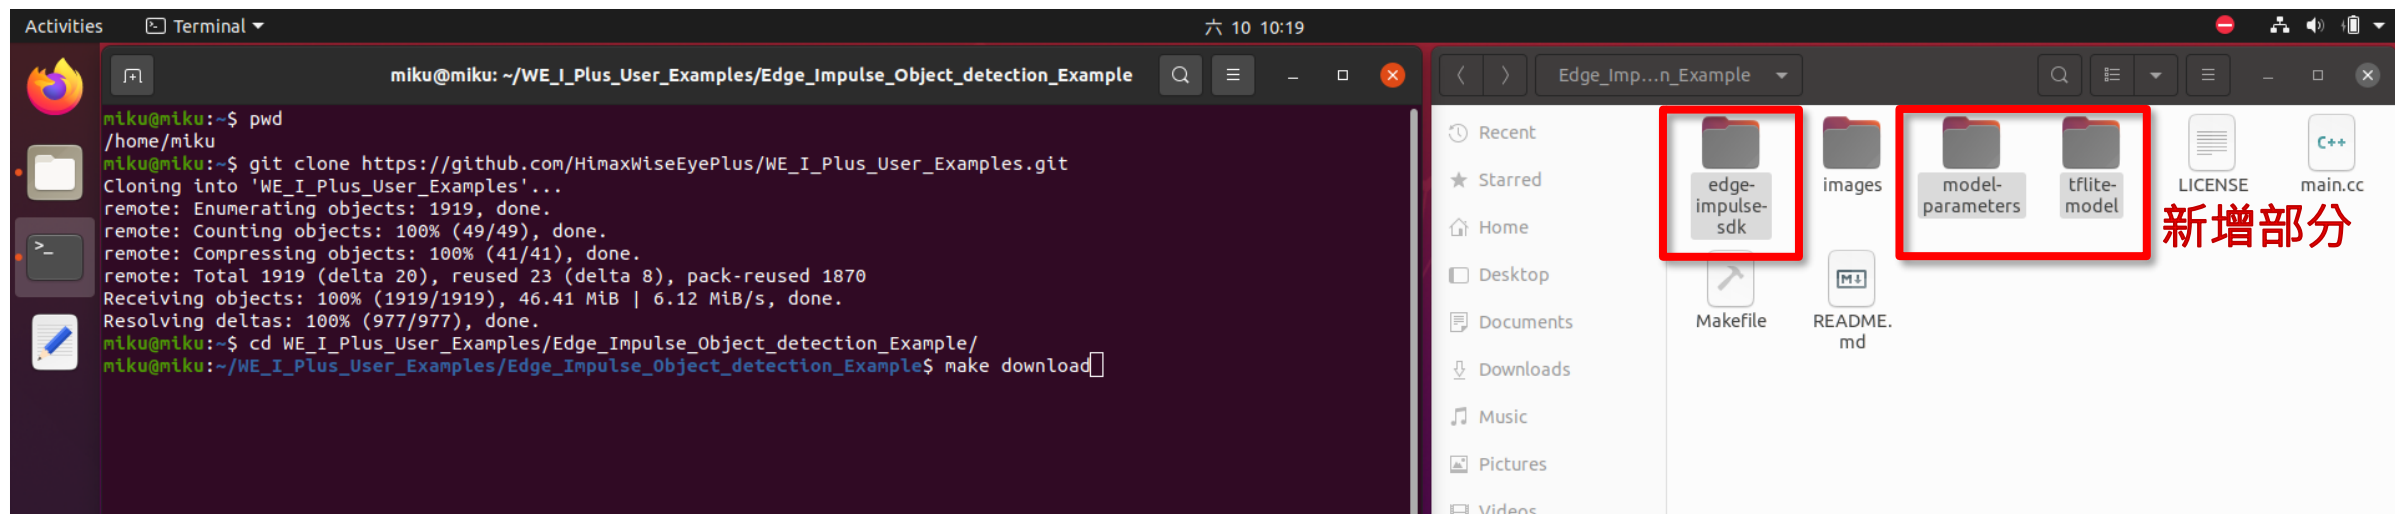 Activities
Terminal
六 10 10:19
miku@miku: ~/WE_I_Plus_User_Examples/Edge_Impulse_Object_detection_Example
miku@miku:~$ pwd
/home/miku
miku@miku:~$ git clone https://github.com/HimaxWiseEyePlus/WE_I_Plus_User_Examples.git
Cloning into 'WE_I_Plus_User_Examples'...
remote: Enumerating objects: 1919, done.
remote: Counting objects: 100% (49/49), done.
remote: Compressing objects: 100% (41/41), done.
remote: Total 1919 (delta 20), reused 23 (delta 8), pack-reused 1870
Receiving objects: 100% (1919/1919), 46.41 MiB | 6.12 MiB/s, done.
Resolving deltas: 100% (977/977), done.
miku@miku:~$ cd WE_I_Plus_User_Examples/Edge_Impulse_Object_detection_Example/
miku@miku:~/WE_I_Plus_User_Examples/Edge_Impulse_Object_detection_Example$ make download
Edge_Imp...n_Example
Recent
Starred
Home
Desktop
Documents
Downloads
Music
Pictures
Videos
edge-
impulse-
sdk
images
model-
parameters
tflite-
model
LICENSE
C++
main.cc
新增部分
Makefile
M↓
README.
md